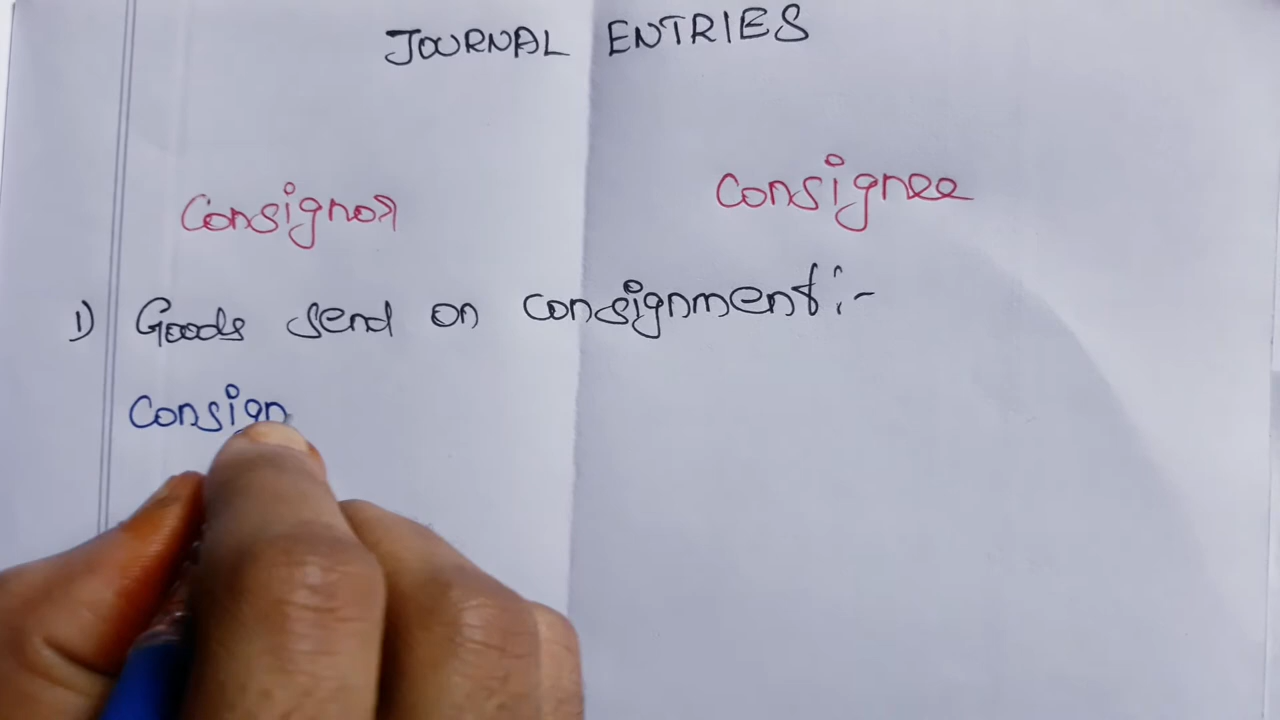 JOURNAL ENTRIES
Consignor
Consignee
1) Goods send on consignment :-
Consign